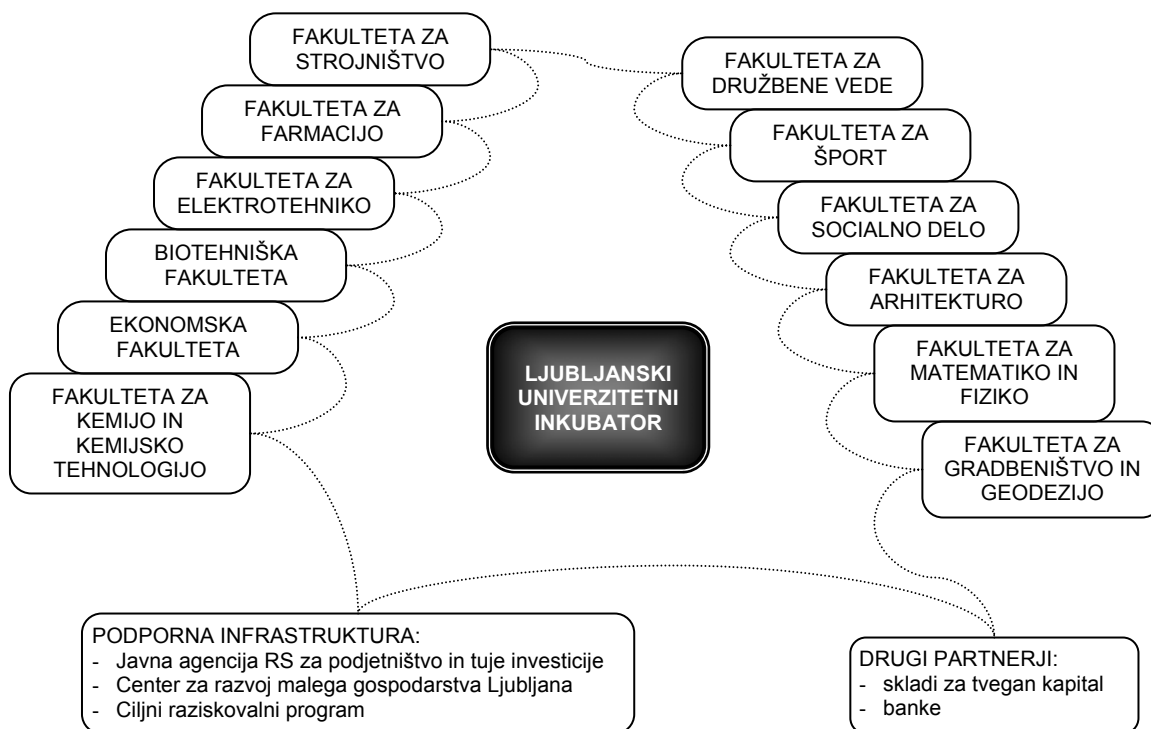 FAKULTETA ZA
STROJNIŠTVO
FAKULTETA ZA
FARMACIJO
FAKULTETA ZA
ELEKTROTEHNIKO
BIOTEHNIŠKA
FAKULTETA
EKONOMSKA
FAKULTETA
FAKULTETA ZA
KEMIJO IN
KEMIJSKO
TEHNOLOGIJO
LJUBLJANSKI
UNIVERZITETNI
INKUBATOR
FAKULTETA ZA
DRUŽBENE VEDE
FAKULTETA ZA
ŠPORT
FAKULTETA ZA
SOCIALNO DELO
FAKULTETA ZA
ARHITEKTURO
FAKULTETA ZA
MATEMATIKO IN
FIZIKO
FAKULTETA ZA
GRADBENIŠTVO IN
GEODEZIJO
PODPORNA INFRASTRUKTURA:
- Javna agencija RS za podjetništvo in tuje investicije
- Center za razvoj malega gospodarstva Ljubljana
- Ciljni raziskovalni program
DRUGI PARTNERJI:
- skladi za tvegan kapital
- banke